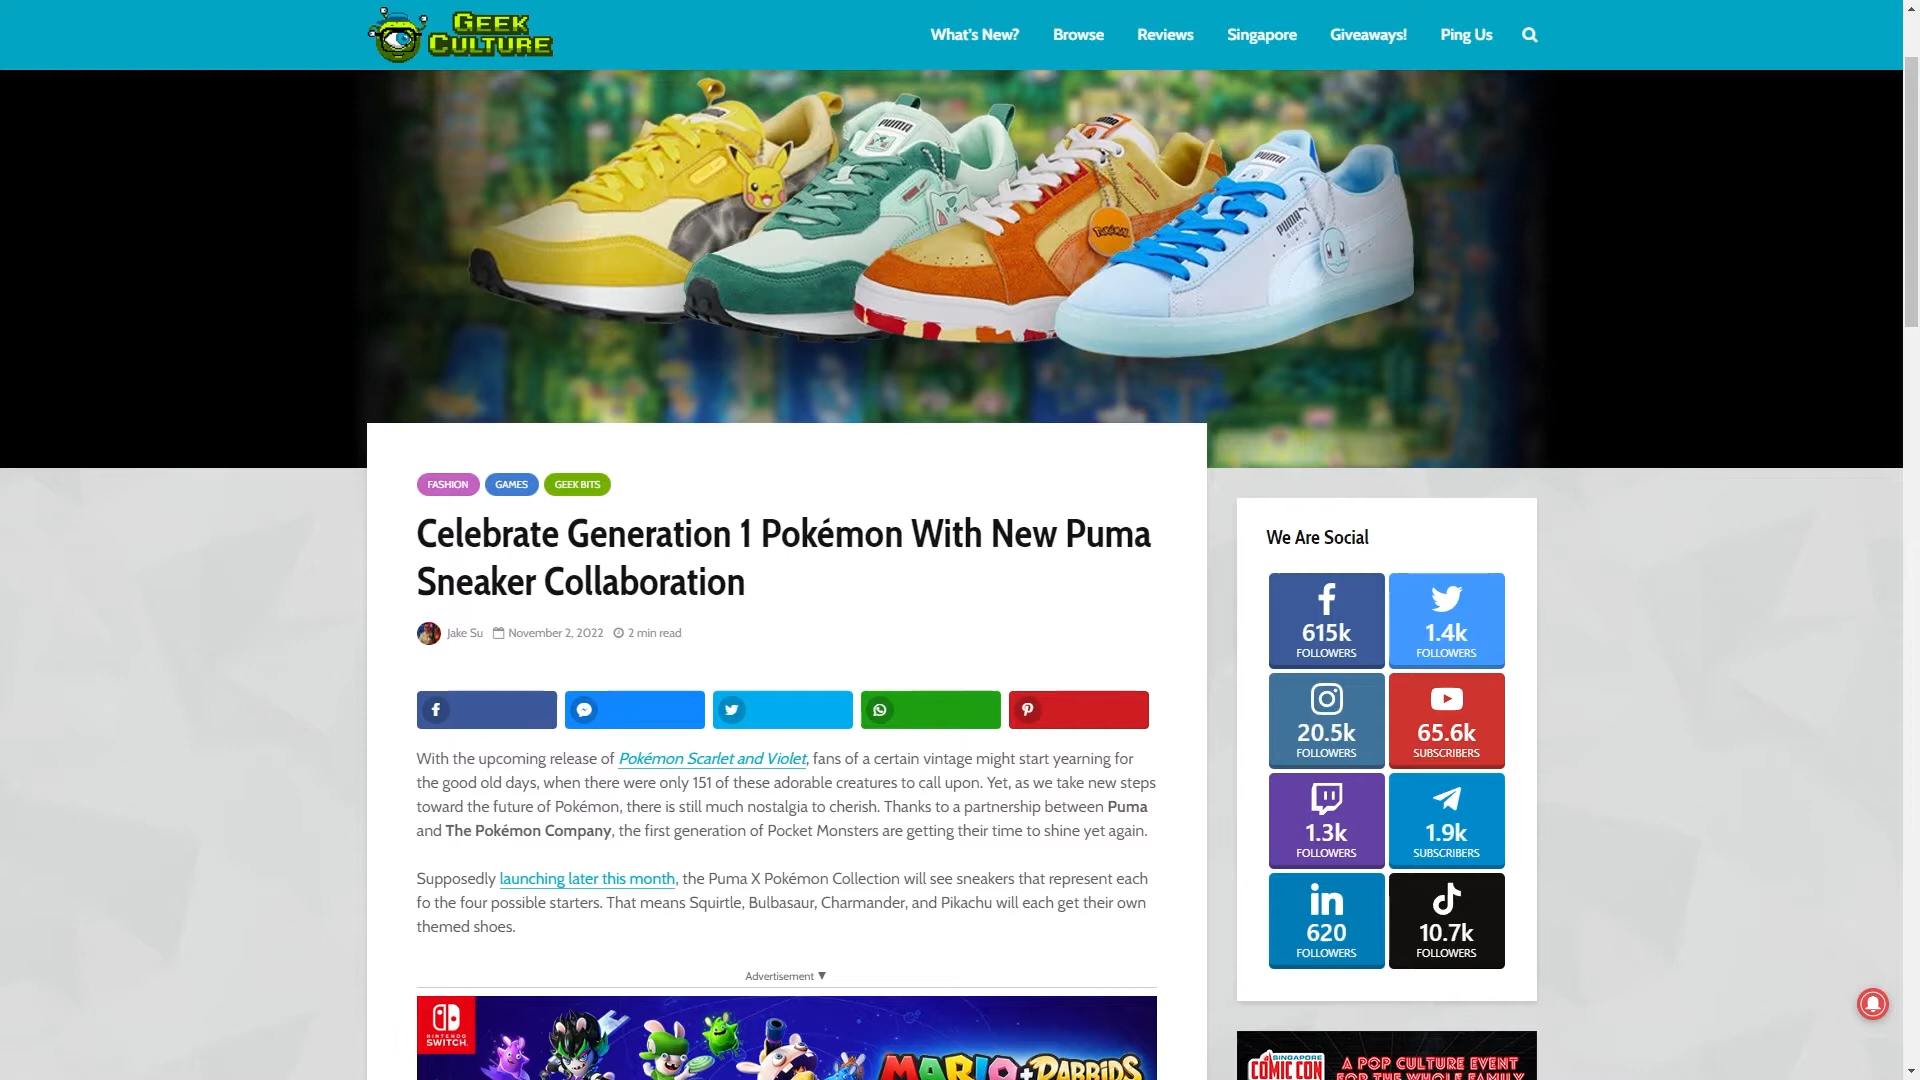 GEEK CULTURE
What's New?
Browse
Reviews
Singapore
Giveaways!
Ping Us
PUMA
PUMA
PUMA
SUEDE
POKéMON
FASHION
GAMES
GEEK BITS
Celebrate Generation 1 Pokémon With New Puma
Sneaker Collaboration
Jake Su
November 2, 2022
2 min read
With the upcoming release of Pokémon Scarlet and Violet, fans of a certain vintage might start yearning for
the good old days, when there were only 151 of these adorable creatures to call upon. Yet, as we take new steps
toward the future of Pokémon, there is still much nostalgia to cherish. Thanks to a partnership between Puma
and The Pokémon Company, the first generation of Pocket Monsters are getting their time to shine yet again.
Supposedly launching later this month, the Puma X Pokémon Collection will see sneakers that represent each
fo the four possible starters. That means Squirtle, Bulbasaur, Charmander, and Pikachu will each get their own
themed shoes.
Advertisement ▼
NINTENDO
SWITCH.
MARIO + RABBIDS
We Are Social
615k
FOLLOWERS
1.4k
FOLLOWERS
20.5k
FOLLOWERS
65.6k
SUBSCRIBERS
1.3k
FOLLOWERS
1.9k
SUBSCRIBERS
620
FOLLOWERS
10.7k
FOLLOWERS
SINGAPORE
COMIC CON
A POP CULTURE EVENT
FOR THE WHOLE FAMILY